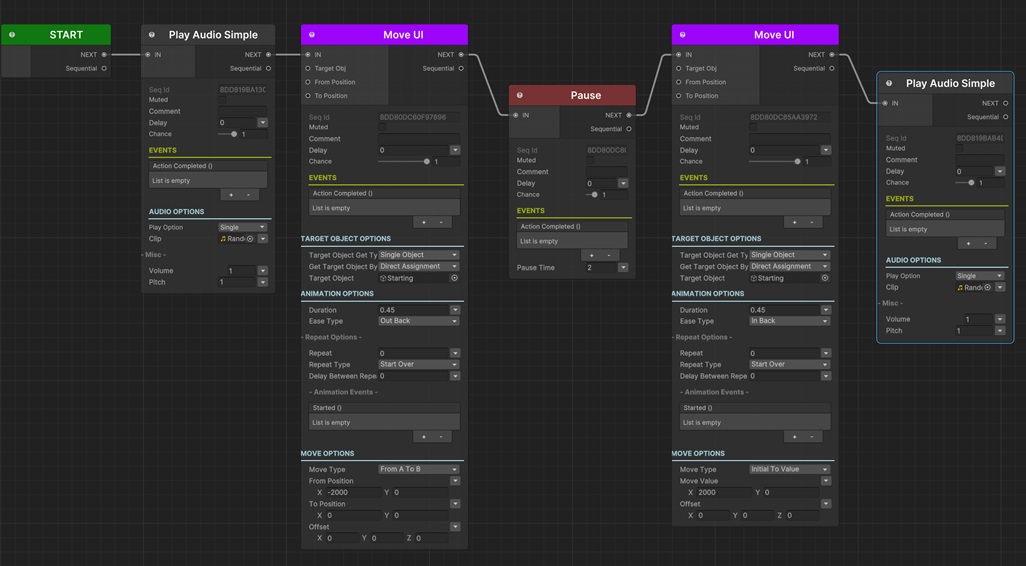 START
NEXT
Sequential
Play Audio Simple
IN
NEXT
Sequential
Seq Id 8DD819BA13C
Muted
Comment
Delay 0
Chance 1
EVENTS
Action Completed ()
List is empty
+ -
AUDIO OPTIONS
Play Option Single
Clip Rand
- Misc -
Volume 1
Pitch 1
Move UI
IN NEXT
Target Obj Sequential
From Position
To Position
Seq Id 8DD80DC60F97896
Muted
Comment
Delay 0
Chance 1
EVENTS
Action Completed ()
List is empty
+ -
TARGET OBJECT OPTIONS
Target Object Get Ty Single Object
Get Target Object By Direct Assignment
Target Object Starting
ANIMATION OPTIONS
Duration 0.45
Ease Type Out Back
- Repeat Options -
Repeat 0
Repeat Type Start Over
Delay Between Repe 0
- Animation Events -
Started ()
List is empty
+ -
MOVE OPTIONS
Move Type From A To B
From Position
X -2000 Y 0
To Position
X 0 Y 0
Offset
X 0 Y 0 Z 0
Pause
IN NEXT
Sequential
Seq Id 8DD80DC8
Muted
Comment
Delay 0
Chance 1
EVENTS
Action Completed ()
List is empty
+ -
Pause Time 2
Move UI
IN NEXT
Target Obj Sequential
From Position
To Position
Seq Id 8DD80DC85AA3972
Muted
Comment
Delay 0
Chance 1
EVENTS
Action Completed ()
List is empty
+ -
TARGET OBJECT OPTIONS
Target Object Get Ty Single Object
Get Target Object By Direct Assignment
Target Object Starting
ANIMATION OPTIONS
Duration 0.45
Ease Type In Back
- Repeat Options -
Repeat 0
Repeat Type Start Over
Delay Between Repe 0
- Animation Events -
Started ()
List is empty
+ -
MOVE OPTIONS
Move Type Initial To Value
Move Value
X 2000 Y 0
Offset
X 0 Y 0 Z 0
Play Audio Simple
IN NEXT
Sequential
Seq Id 8DD819BAB4E
Muted
Comment
Delay 0
Chance 1
EVENTS
Action Completed ()
List is empty
+ -
AUDIO OPTIONS
Play Option Single
Clip Rand
- Misc -
Volume 1
Pitch 1